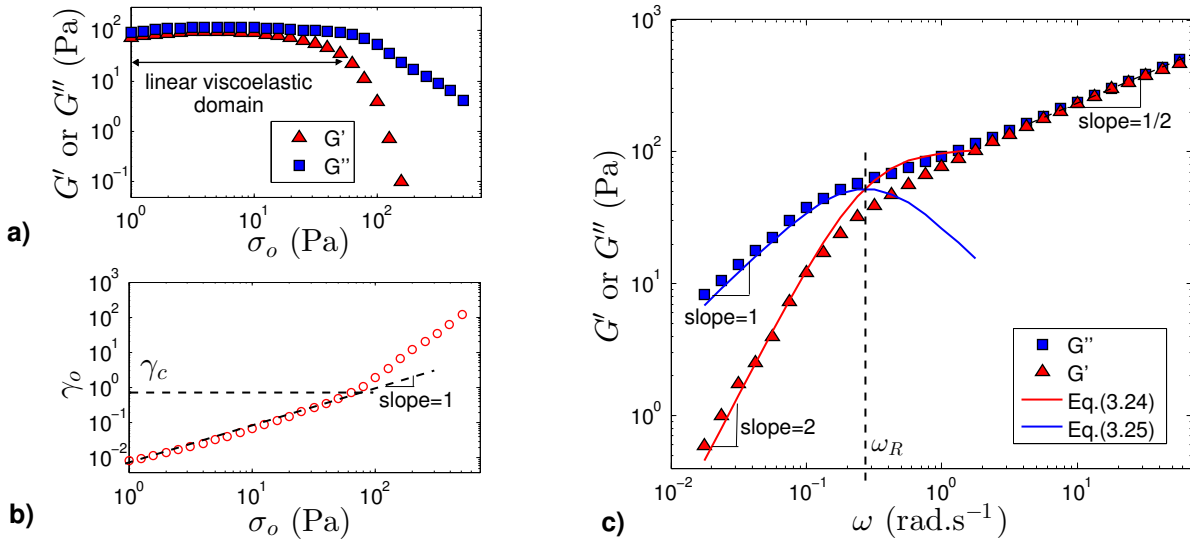 G′ or G″ (Pa)
10²
10¹
10⁰
10⁻¹
linear viscoelastic
domain
G'
G''
10⁰
10¹
10²
σₒ (Pa)
a)
γₒ
10³
10²
10¹
10⁰
10⁻¹
10⁻²
γ_c
slope=1
10⁰
10¹
10²
σₒ (Pa)
b)
G′ or G″ (Pa)
10³
10²
10¹
10⁰
slope=1/2
slope=1
slope=2
ω_R
G''
G'
Eq.(3.24)
Eq.(3.25)
10⁻²
10⁻¹
10⁰
10¹
ω (rad.s⁻¹)
c)